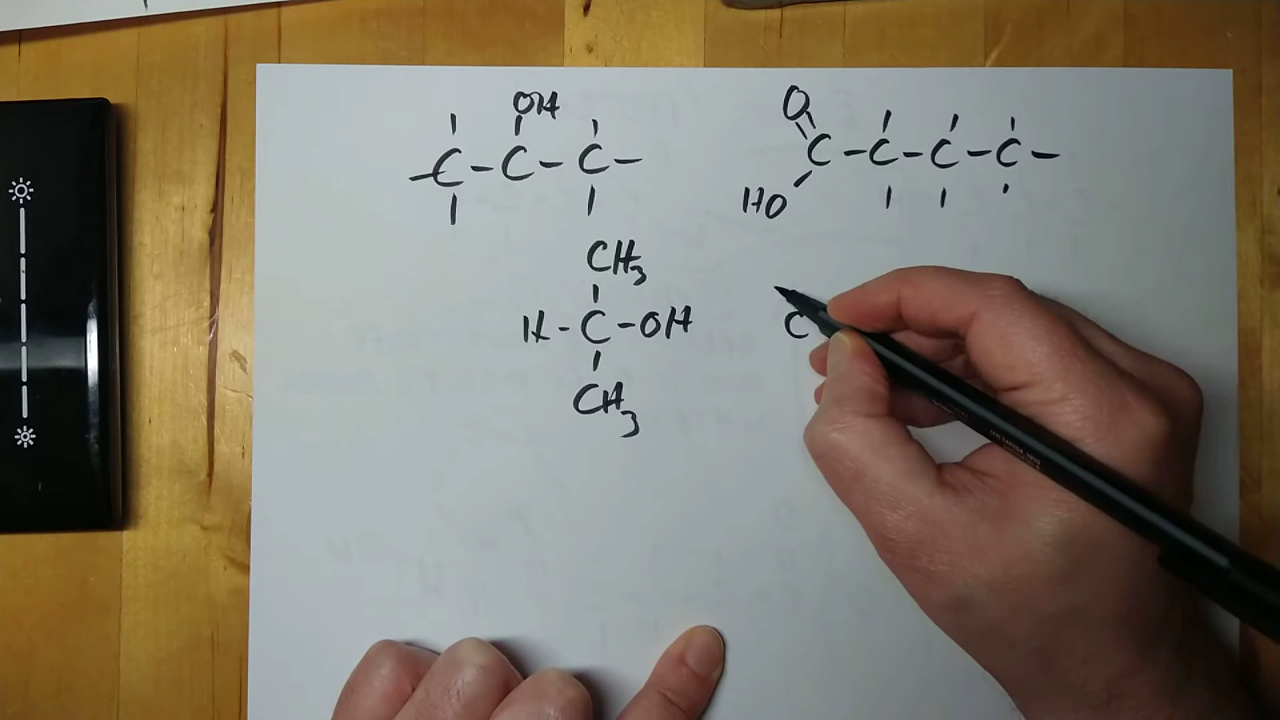 OH
C - C - C -
O
C - C - C - C -
HO
CH3
H - C - OH
CH3
C